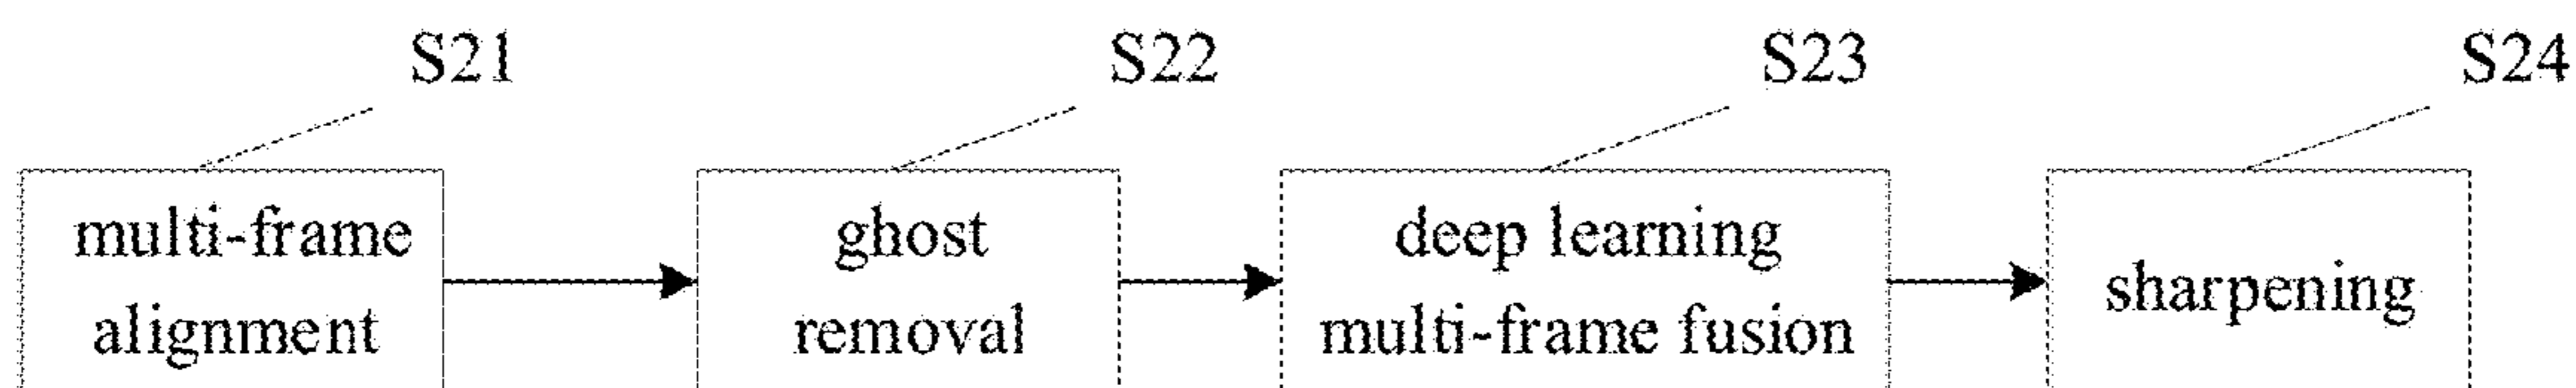 S21
S22
S23
S24
multi-frame
alignment
ghost
removal
deep learning
multi-frame fusion
sharpening